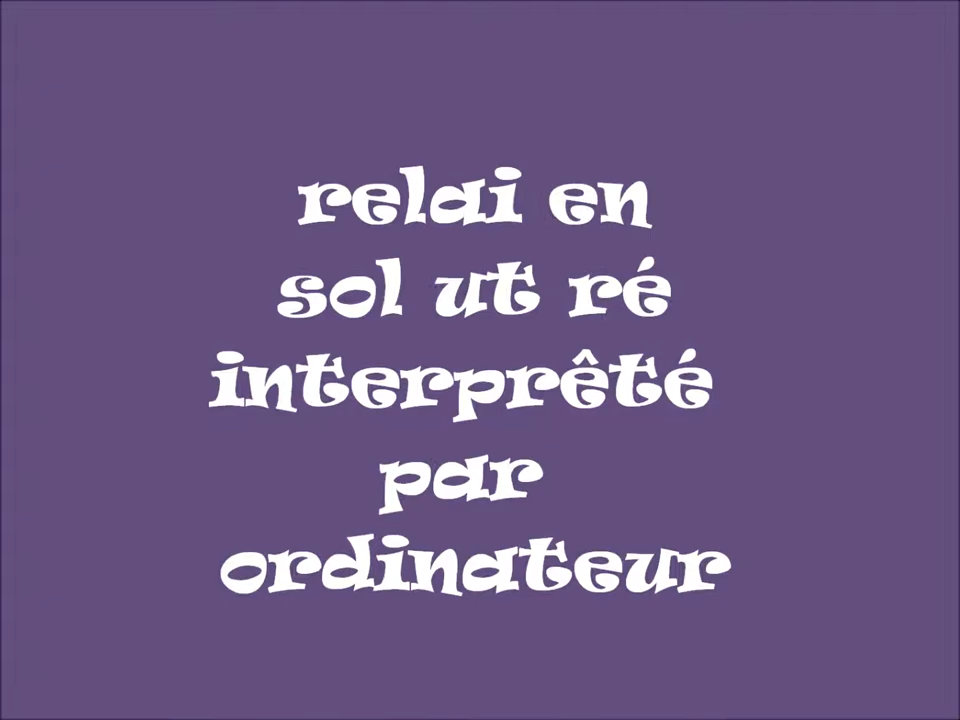 relai en
sol ut ré
interprêté
par
ordinateur